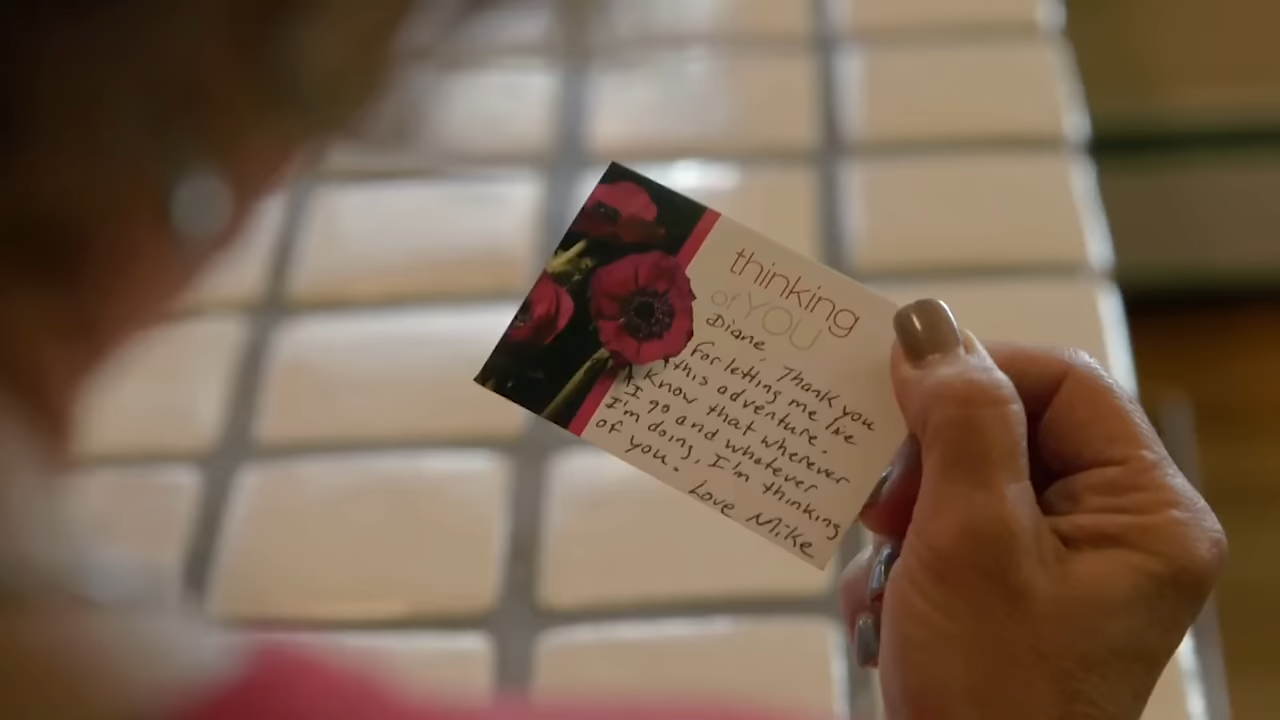 thinking
of YOU
Diane, Thank you
for letting me live
this adventure.
Know that wherever
I go and whatever
I'm doing, I'm thinking
of you.
Love Mike